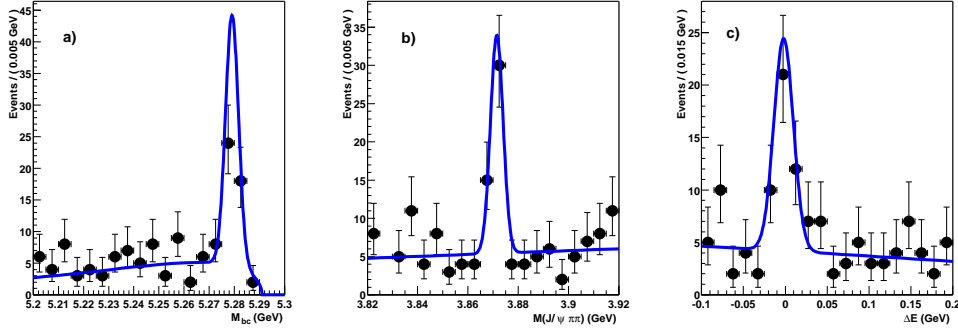 a)
Events / (0.005 GeV)
45
40
35
30
25
20
15
10
5
0
5.2 5.21 5.22 5.23 5.24 5.25 5.26 5.27 5.28 5.29 5.3
M_bc (GeV)
b)
Events / (0.005 GeV)
35
30
25
20
15
10
5
0
3.82 3.84 3.86 3.88 3.9 3.92
M(J/ψ ππ) (GeV)
c)
Events / ( 0.015 GeV)
25
20
15
10
5
0
-0.1 -0.05 0 0.05 0.1 0.15 0.2
ΔE (GeV)